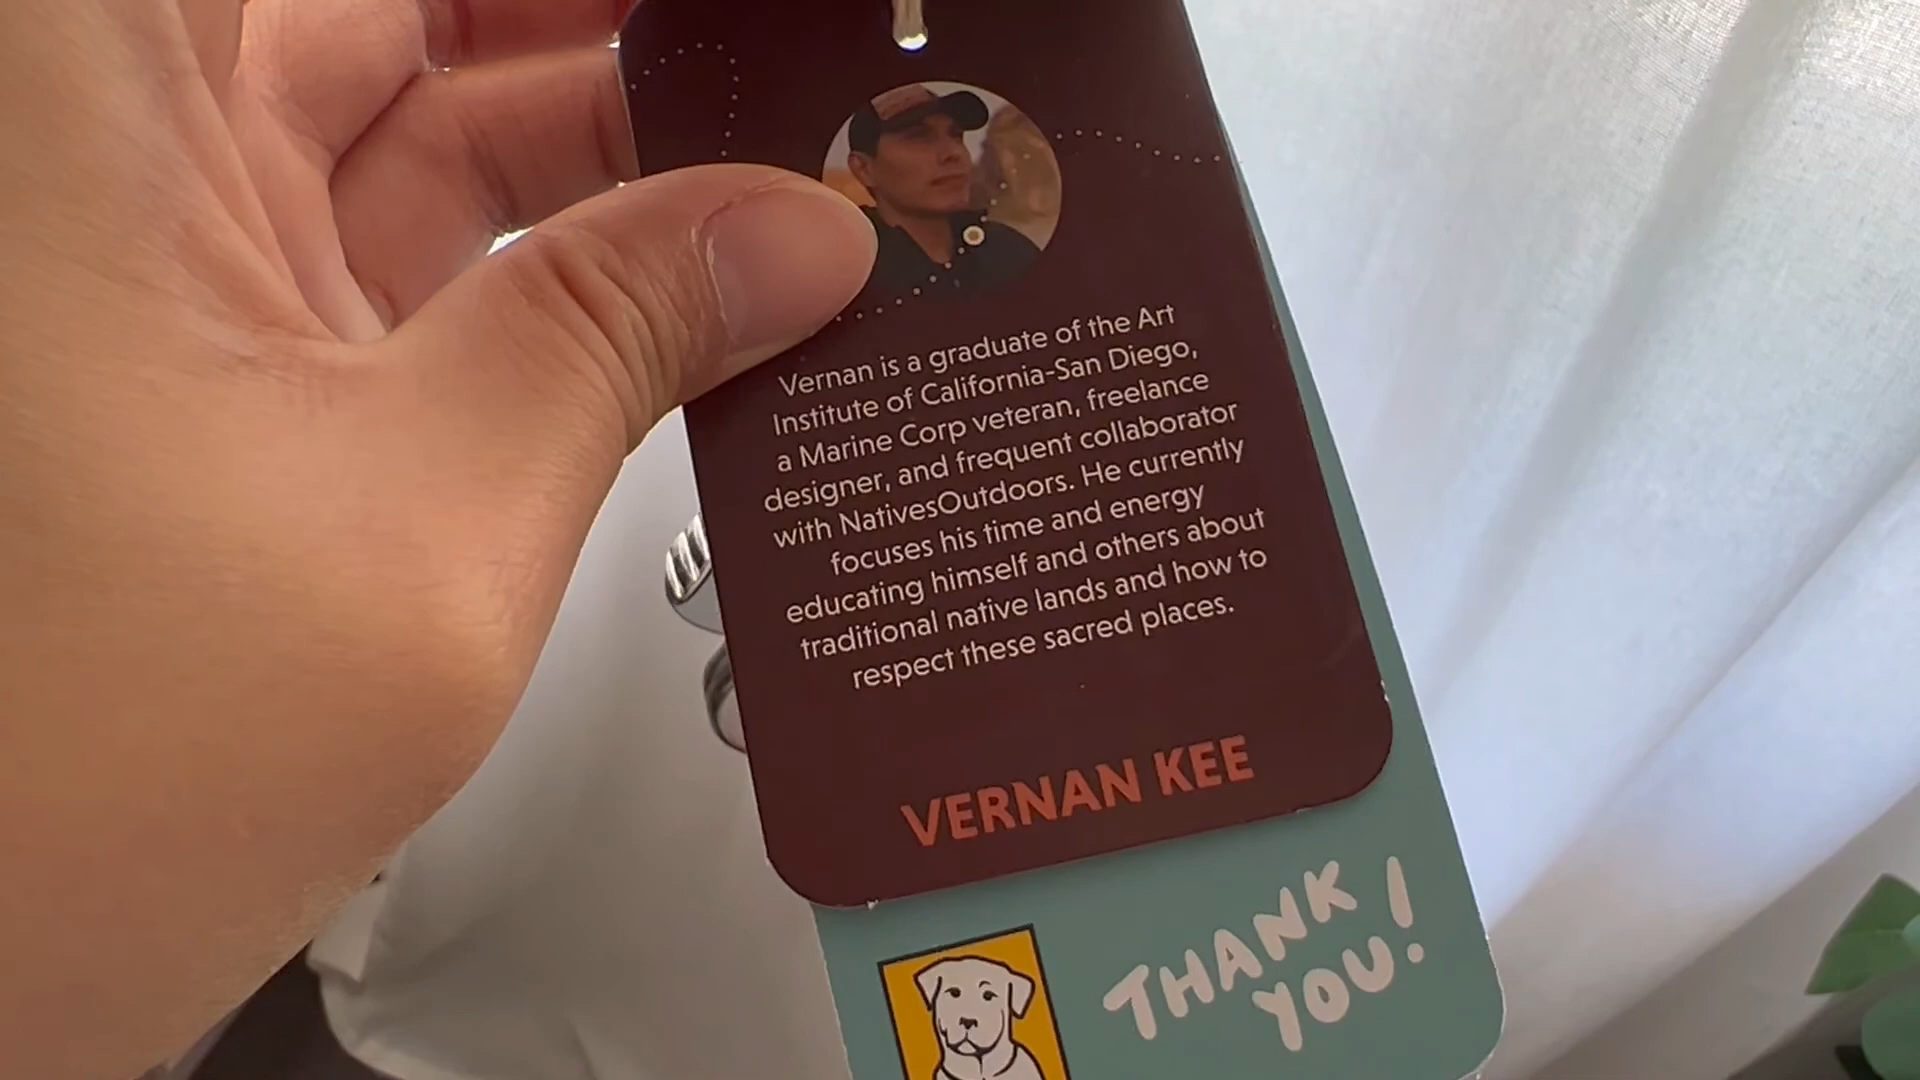 Vernan is a graduate of the Art
Institute of California-San Diego,
a Marine Corp veteran, freelance
designer, and frequent collaborator
with NativesOutdoors. He currently
focuses his time and energy
educating himself and others about
traditional native lands and how to
respect these sacred places.
VERNAN KEE
THANK
YOU!